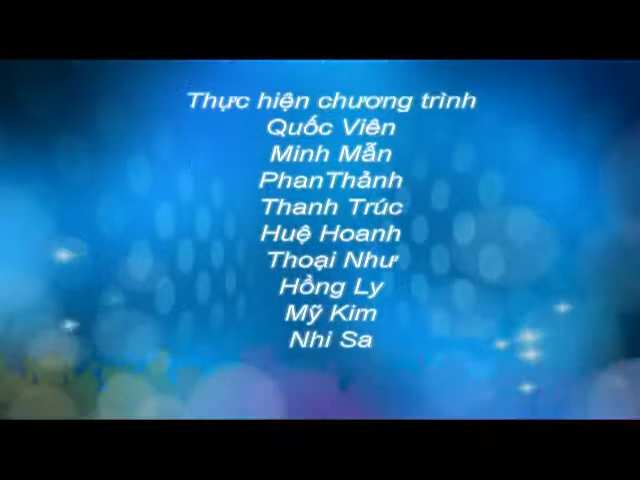 Thực hiện chương trình
Quốc Viên
Minh Mẫn
PhanThảnh
Thanh Trúc
Huệ Hoanh
Thoại Như
Hồng Ly
Mỹ Kim
Nhi Sa